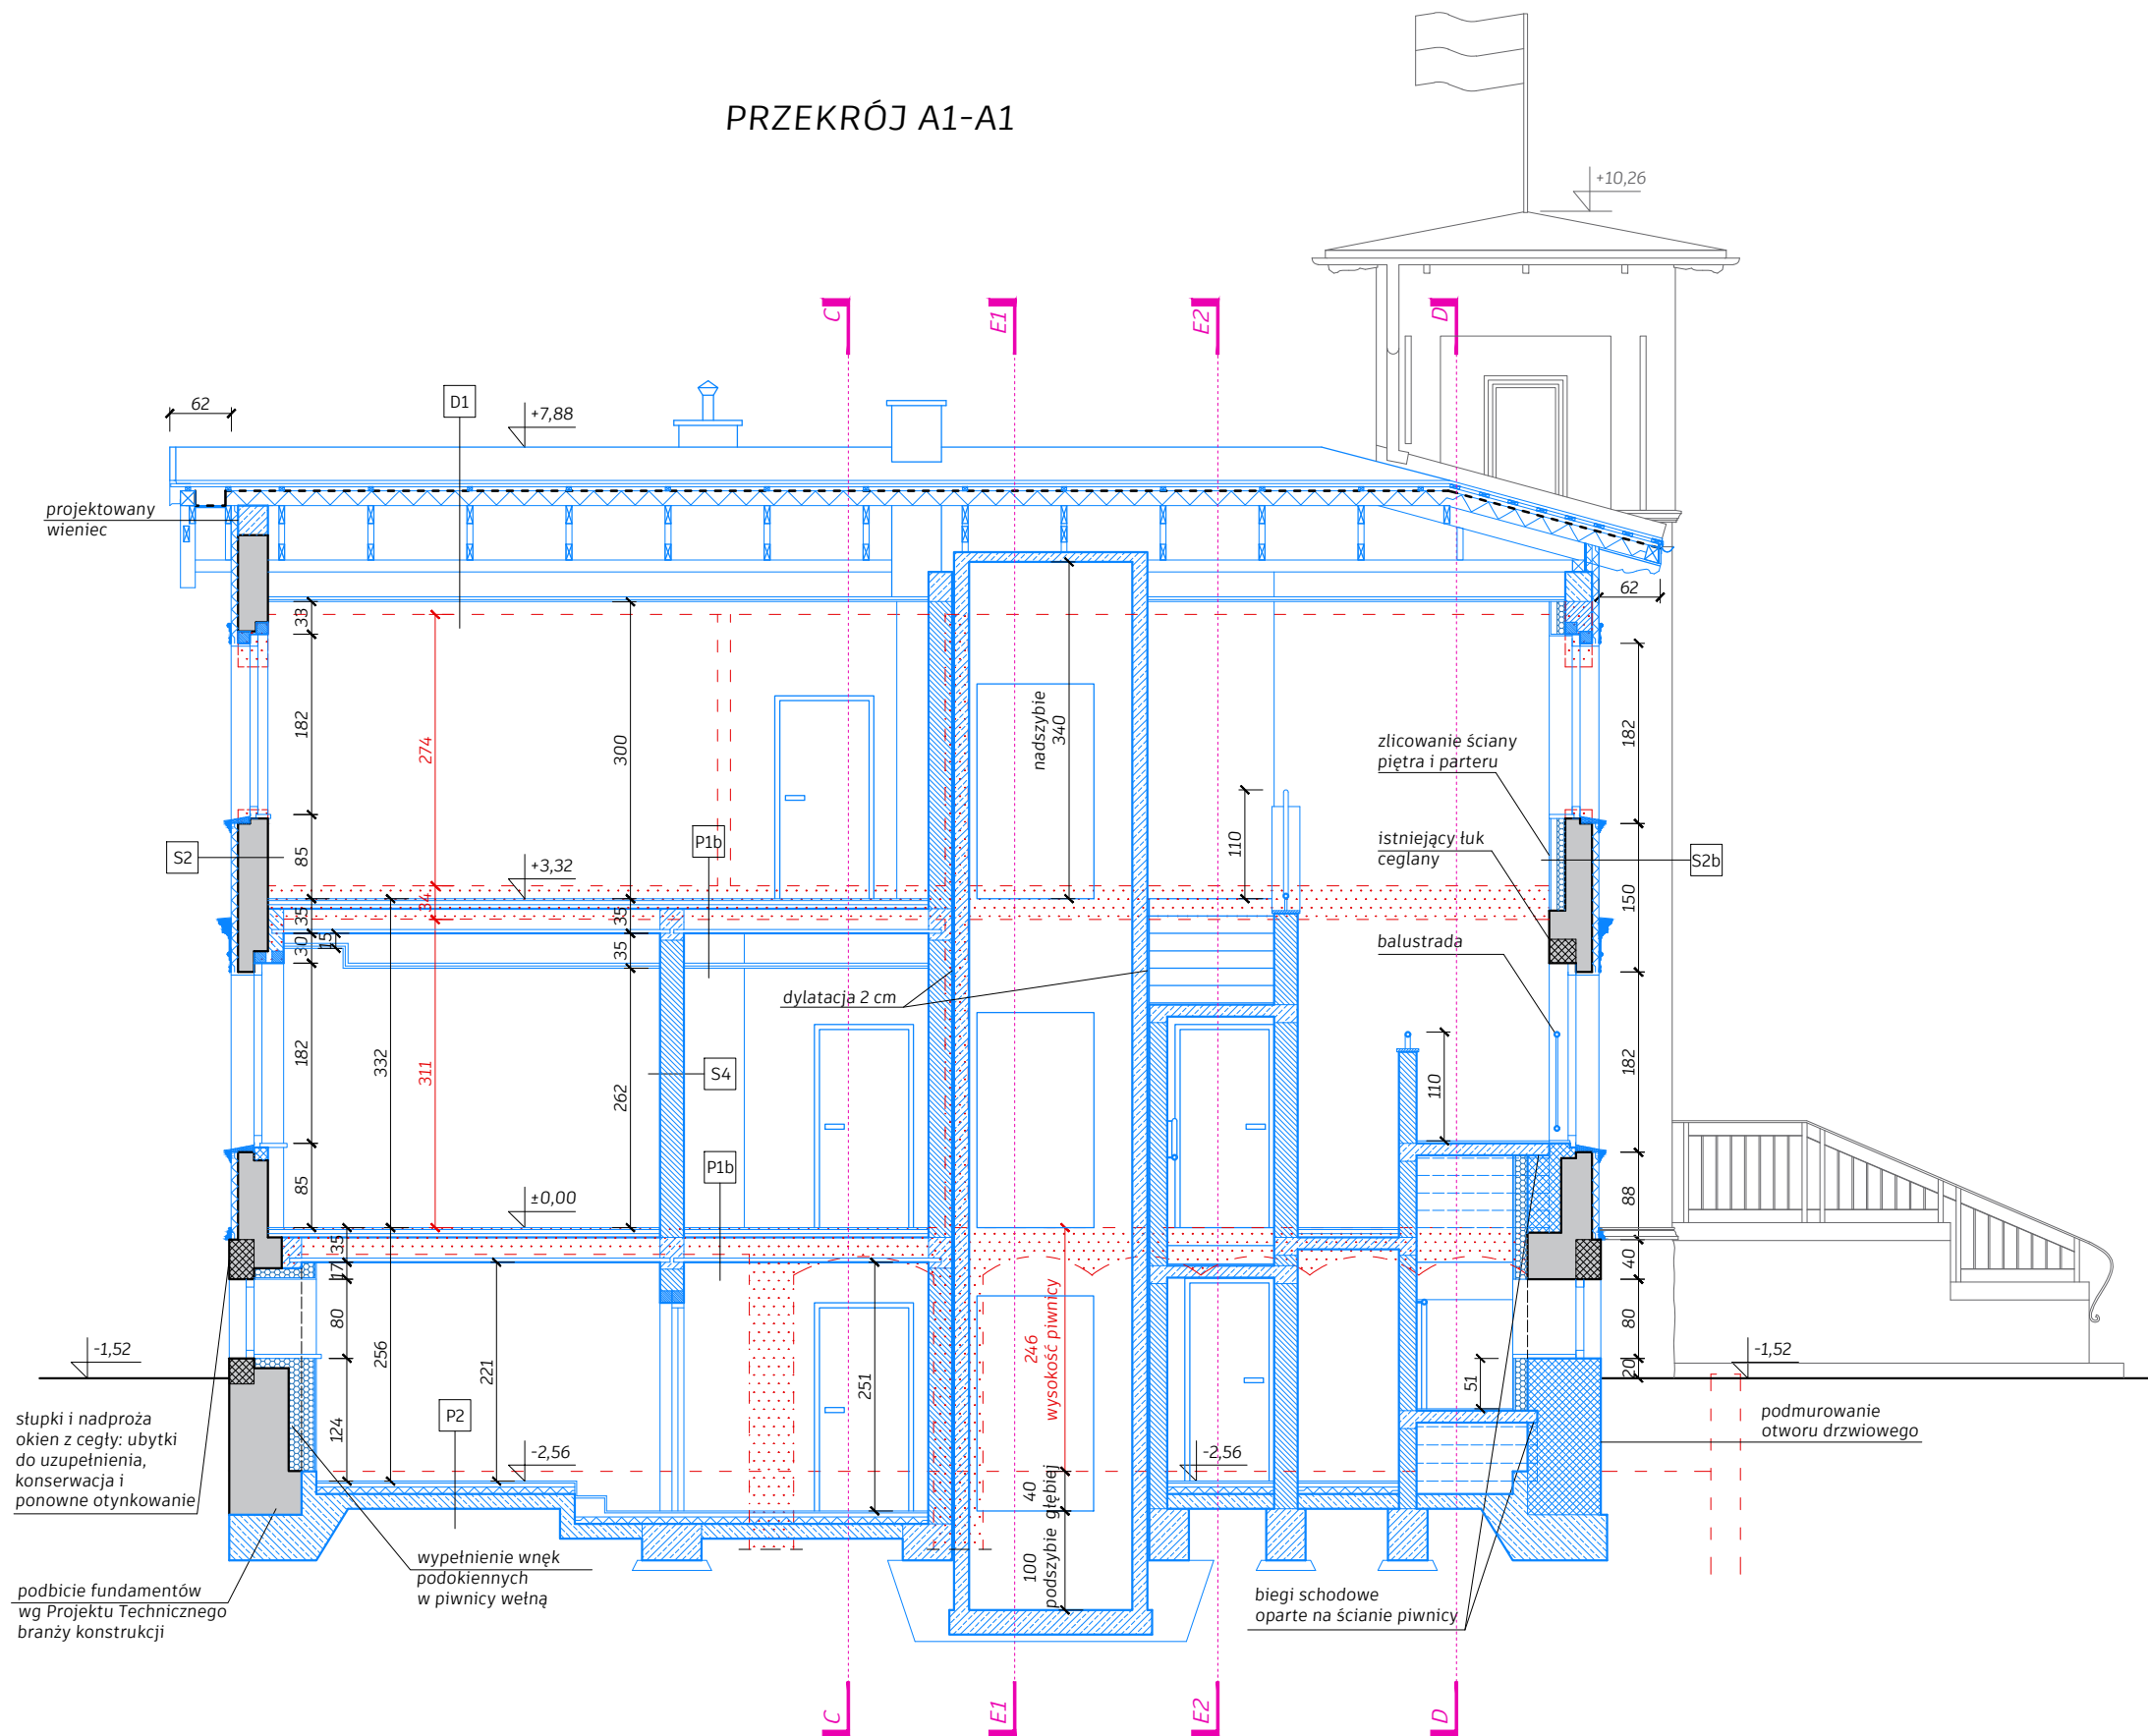 PRZEKRÓJ A1-A1
+10,26
C
E1
E2
D
62
D1
+7,88
projektowany
wieniec
62
33
182
274
300
nadszybie
340
182
zlicowanie ściany
piętra i parteru
110
istniejący łuk
ceglany
S2
85
P1b
+3,32
S2b
150
34
35
35
30
15
35
balustrada
dylatacja 2 cm
182
332
311
262
S4
110
182
85
P1b
±0,00
88
35
17
40
80
256
221
251
246
wysokość piwnicy
80
-1,52
-1,52
20
51
słupki i nadproża
okien z cegły: ubytki
do uzupełnienia,
konserwacja i
ponowne otynkowanie
124
P2
-2,56
-2,56
podmurowanie
otworu drzwiowego
40
100
podszybie głębiej
wypełnienie wnęk
podokiennych
w piwnicy wełną
podbicie fundamentów
wg Projektu Technicznego
branży konstrukcji
biegi schodowe
oparte na ścianie piwnicy
C
E1
E2
D